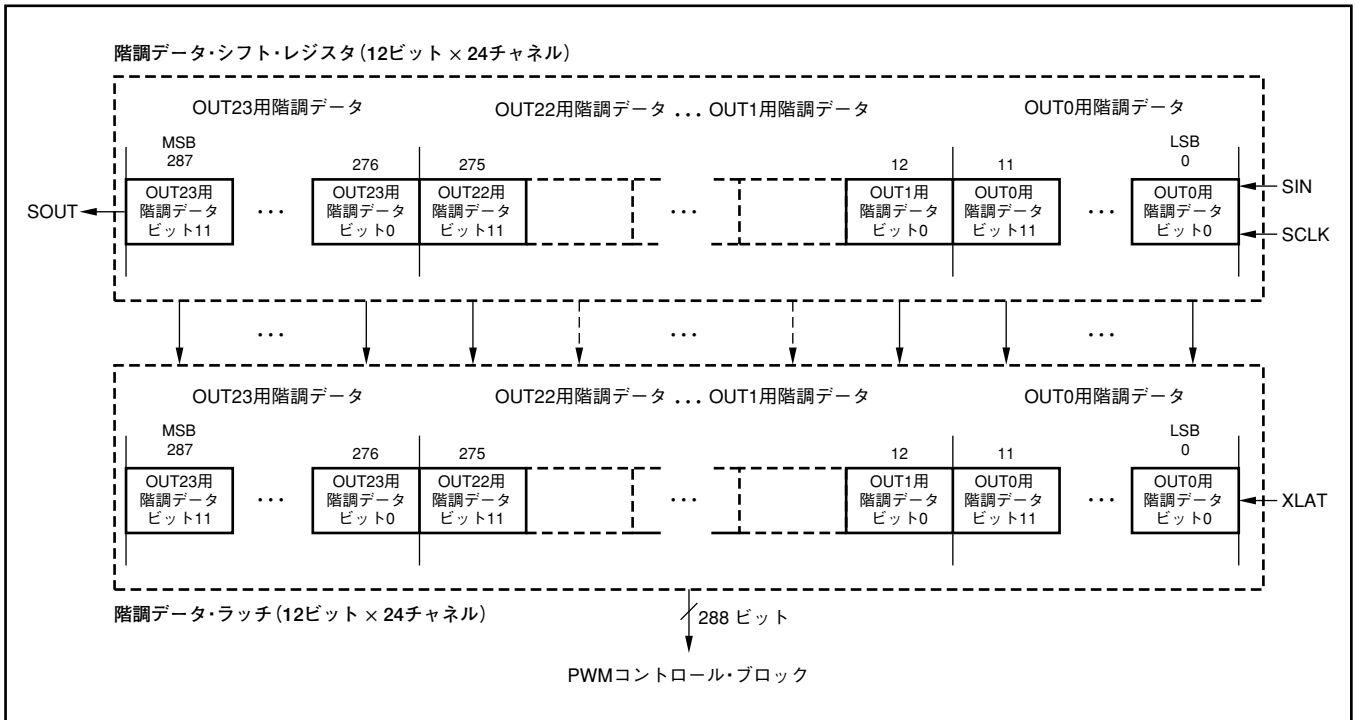 階調データ・シフト・レジスタ（12ビット × 24チャネル）
OUT23用階調データ
OUT22用階調データ ... OUT1用階調データ
OUT0用階調データ
MSB
287
276
275
12
11
LSB
0
OUT23用
階調データ
ビット11
...
OUT23用
階調データ
ビット0
OUT22用
階調データ
ビット11
...
OUT1用
階調データ
ビット0
OUT0用
階調データ
ビット11
...
OUT0用
階調データ
ビット0
SOUT
SIN
SCLK
...
...
...
OUT23用階調データ
OUT22用階調データ ... OUT1用階調データ
OUT0用階調データ
MSB
287
276
275
12
11
LSB
0
OUT23用
階調データ
ビット11
...
OUT23用
階調データ
ビット0
OUT22用
階調データ
ビット11
...
OUT1用
階調データ
ビット0
OUT0用
階調データ
ビット11
...
OUT0用
階調データ
ビット0
XLAT
階調データ・ラッチ（12ビット × 24チャネル）
288 ビット
PWMコントロール・ブロック